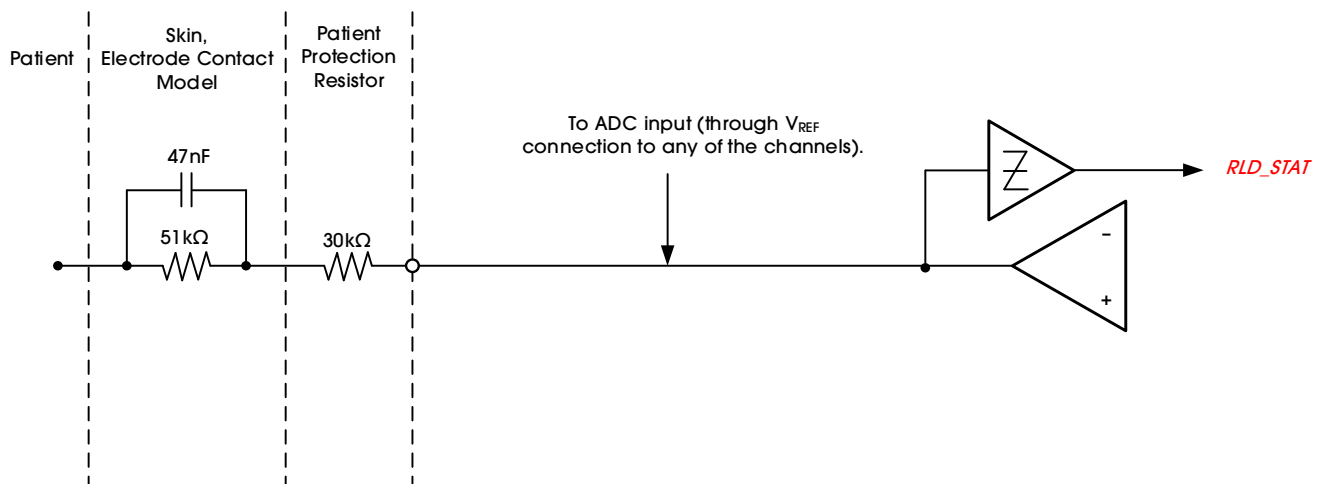 Patient
Skin,
Electrode Contact
Model
Patient
Protection
Resistor
47nF
51kΩ
30kΩ
To ADC input (through VREF
connection to any of the channels).
RLD_STAT
-
+